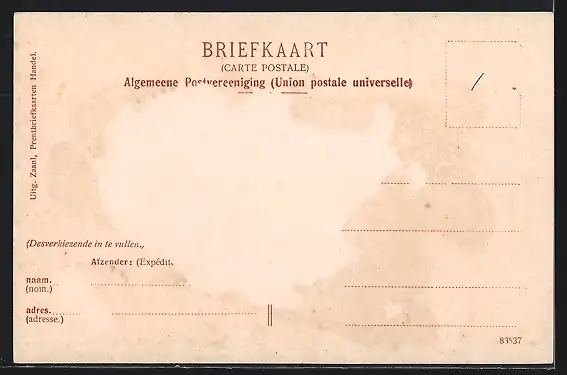 BRIEFKAART
(CARTE POSTALE)
Algemeene Postvereeniging (Union postale universelle)
Uitg. Zaanl. Prentbriefkaarten Handel.
(Desverkiezende in te vullen.)
Afzender: (Expédit.
naam.
(nom.)
adres.
(adresse.)